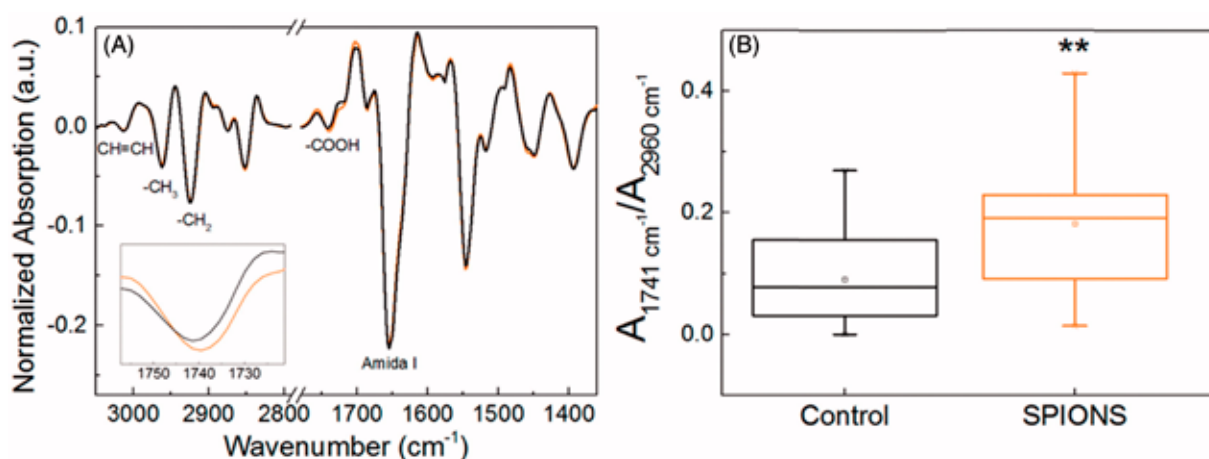 (A)
Normalized Absorption (a.u.)
0.1
0.0
-0.1
-0.2
CH=CH
-CH3
-CH2
-COOH
Amida I
1750 1740 1730
3000 2900 2800 1700 1600 1500 1400
Wavenumber (cm-1)
(B)
A1741 cm-1/A2960 cm-1
**
0.4
0.2
0.0
Control SPIONS